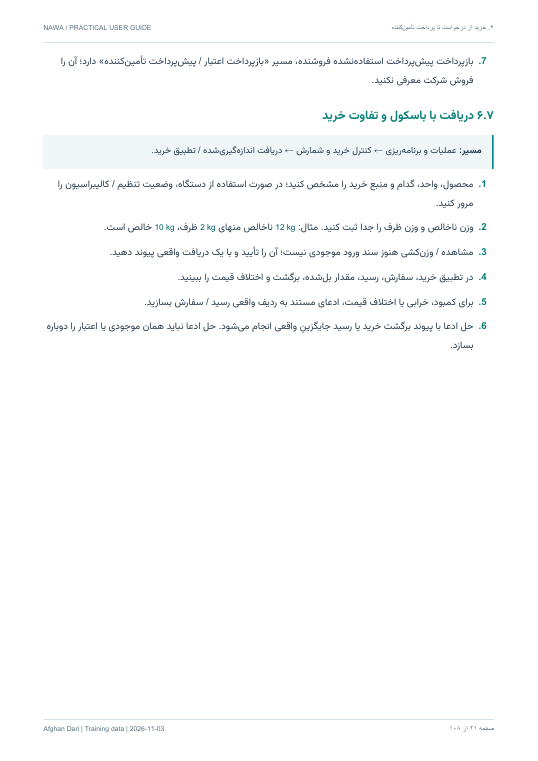 NAWA / PRACTICAL USER GUIDE
۶. خرید از درخواست تا پرداخت تأمین‌کننده
7. بازپرداخت پیش‌پرداخت استفاده‌نشده فروشنده، مسیر «بازپرداخت اعتبار / پیش‌پرداخت تأمین‌کننده» دارد؛ آن را
فروش شرکت معرفی نکنید.
۶.۷ دریافت با باسکول و تفاوت خرید
مسیر: عملیات و برنامه‌ریزی ← کنترل خرید و شمارش ← دریافت اندازه‌گیری‌شده / تطبیق خرید.
1. محصول، واحد، گدام و منبع خرید را مشخص کنید؛ در صورت استفاده از دستگاه، وضعیت تنظیم / کالیبراسیون را
مرور کنید.
2. وزن ناخالص و وزن ظرف را جدا ثبت کنید. مثال: 12 kg ناخالص منهای 2 kg ظرف، 10 kg خالص است.
3. مشاهده / وزن‌کشی هنوز سند ورود موجودی نیست؛ آن را تأیید و با یک دریافت واقعی پیوند دهید.
4. در تطبیق خرید، سفارش، رسید، مقدار بل‌شده، برگشت و اختلاف قیمت را ببینید.
5. برای کمبود، خرابی یا اختلاف قیمت، ادعای مستند به ردیف واقعی رسید / سفارش بسازید.
6. حل ادعا با پیوند برگشت خرید یا رسید جایگزینِ واقعی انجام می‌شود. حل ادعا نباید همان موجودی یا اعتبار را دوباره
بسازد.
Afghan Dari | Training data | 2026-11-03
صفحه ۳۱ از ۱۰۸